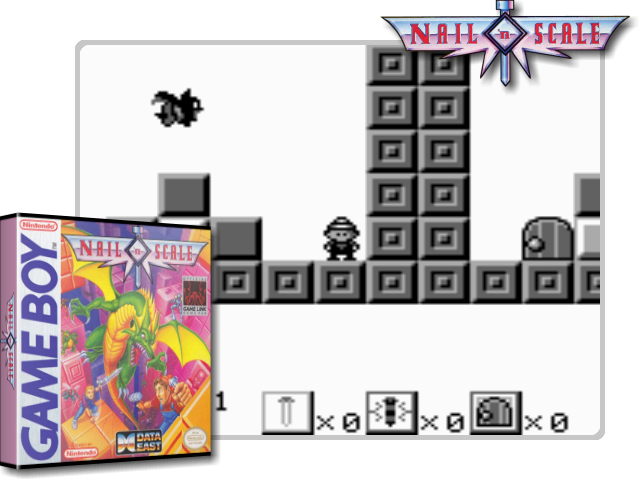 NAIL 'n' SCALE
Nintendo
GAME BOY
NAIL 'n' SCALE
GAME LINK
DATA EAST
Nintendo
1
×0
×0
×0